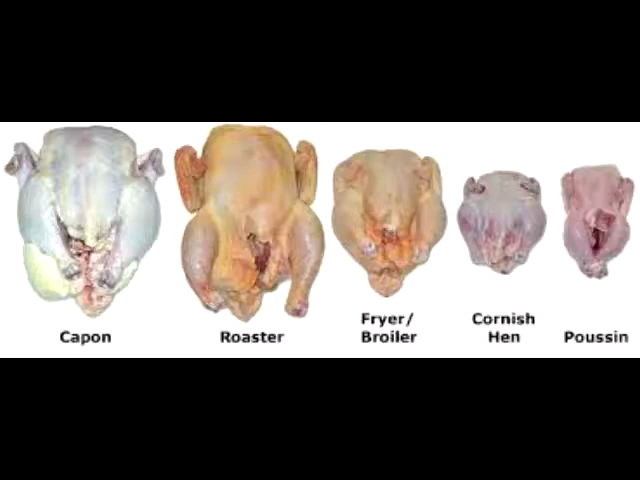 Capon
Roaster
Fryer/
Broiler
Cornish
Hen
Poussin